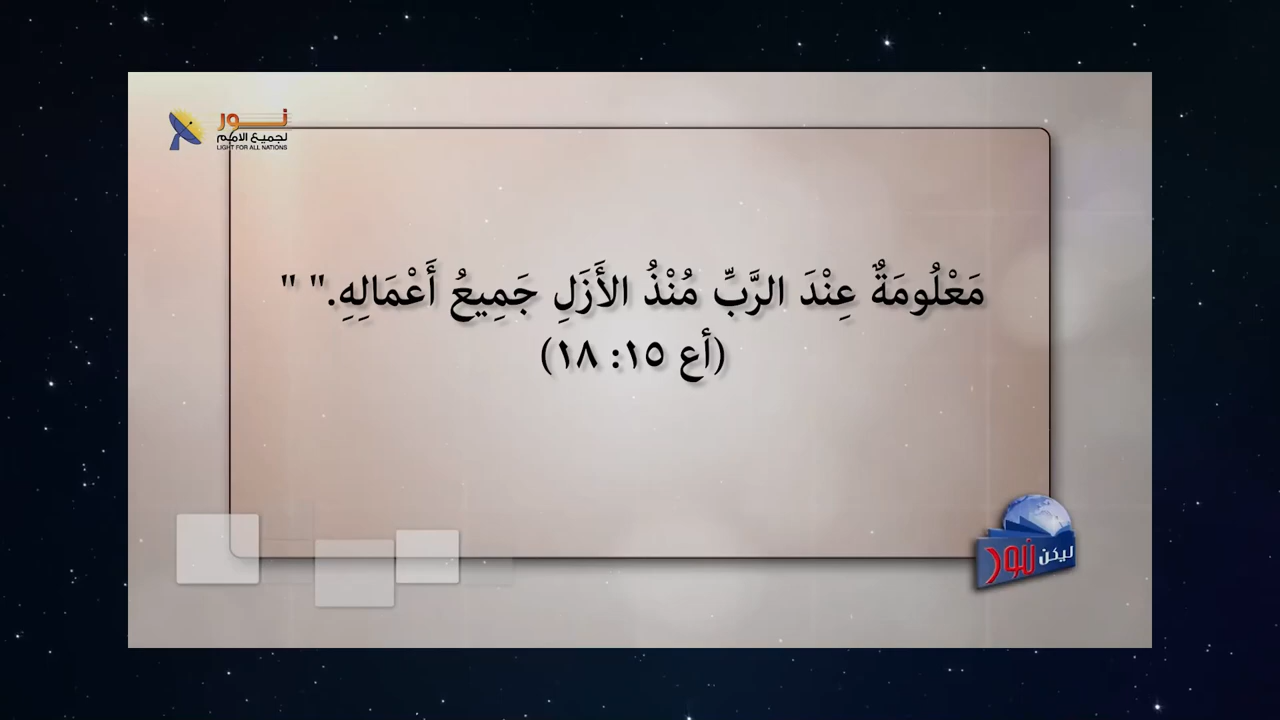 نور
لجميع الامم
LIGHT FOR ALL NATIONS
مَعْلُومَةٌ عِنْدَ الرَّبِّ مُنْذُ الأَزَلِ جَمِيعُ أَعْمَالِهِ." "
(أع ١٥: ١٨)
ليكن نور